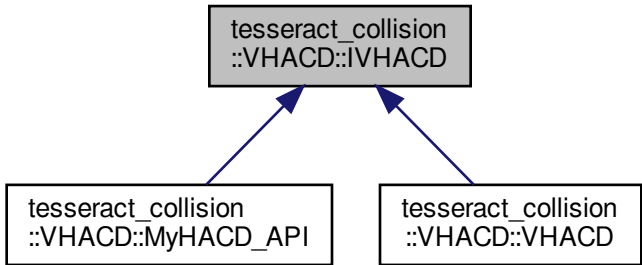 tesseract_collision
::VHACD::IVHACD
tesseract_collision
::VHACD::MyHACD_API
tesseract_collision
::VHACD::VHACD